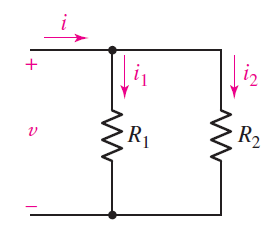 i
+ i₁ i₂
v R₁ R₂
−